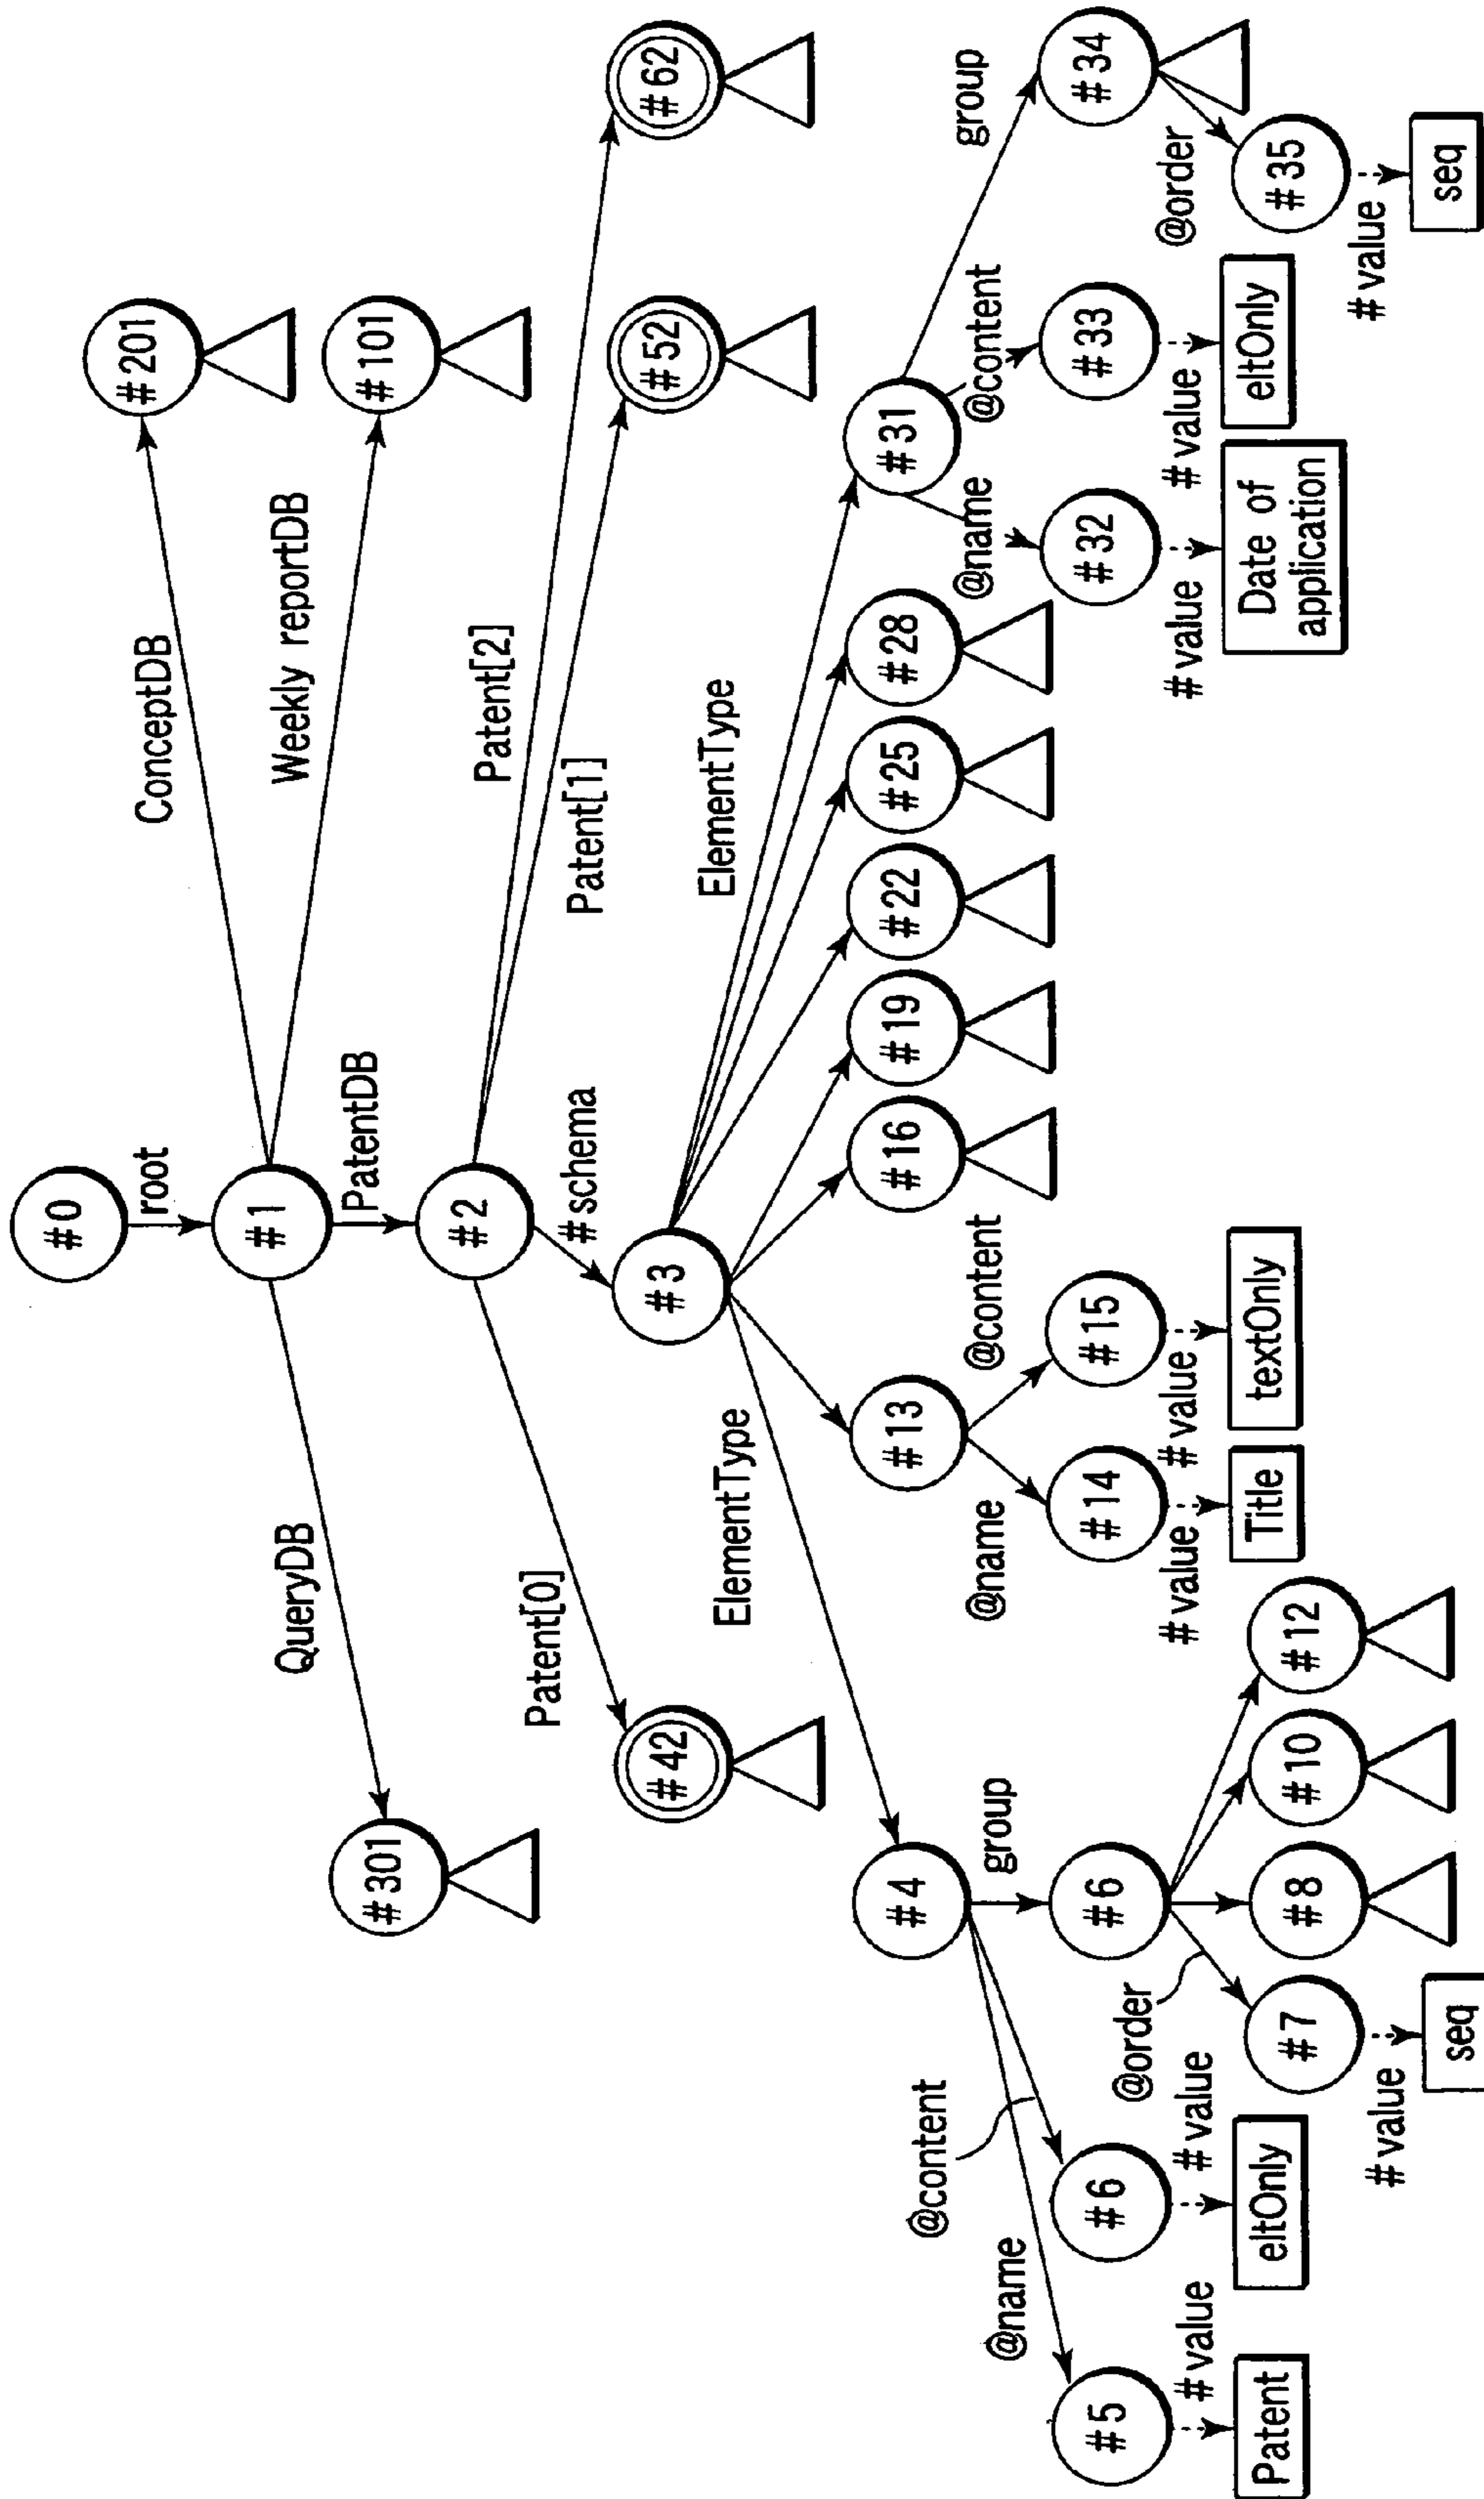 #0
root
#1
QueryDB
PatentDB
Weekly reportDB
ConceptDB
#301
#2
#101
#201
Patent[0]
#schema
Patent[1]
Patent[2]
#42
#3
#52
#62
ElementType
ElementType
#4
#13
#16
#19
#22
#25
#28
#31
@name
@content
group
@name
@content
@name
@content
group
#5
#6
#6
#14
#15
#32
#33
#34
#value
#value
@order
#value
#value
#value
#value
@order
Patent
eltOnly
#7
#8
#10
#12
Title
textOnly
Date of
application
eltOnly
#35
#value
#value
seq
seq